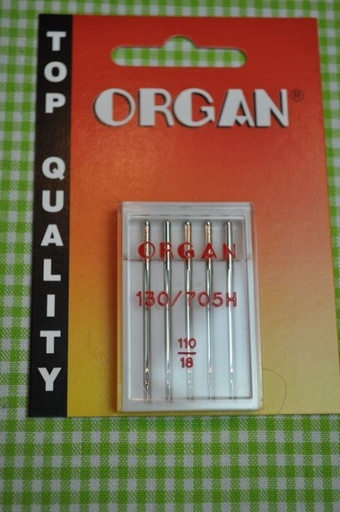 TOP QUALITY
ORGAN®
ORGAN
130/705H
110
18